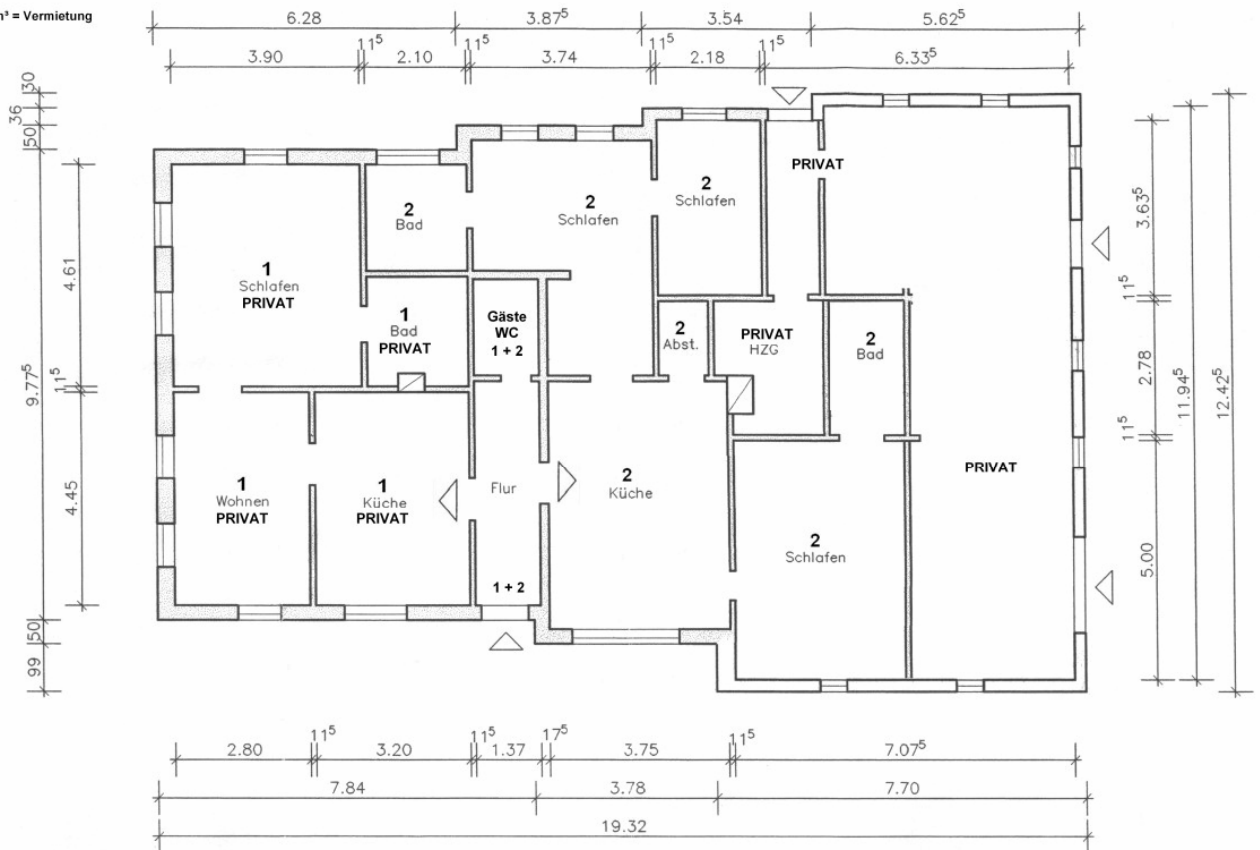 m³ = Vermietung
6.28 3.87⁵ 3.54 5.62⁵
11⁵ 11⁵ 11⁵ 11⁵
3.90 2.10 3.74 2.18 6.33⁵
30
36
50
PRIVAT
2
Bad
2
Schlafen
2
Schlafen
3.63⁵
4.61
1
Schlafen
PRIVAT
1
Bad
PRIVAT
Gäste
WC
1 + 2
2
Abst.
PRIVAT
HZG
2
Bad
11⁵
2.78
11.94⁵
12.42⁵
9.77⁵
11⁵
11⁵
PRIVAT
4.45
1
Wohnen
PRIVAT
1
Küche
PRIVAT
Flur
2
Küche
2
Schlafen
5.00
1 + 2
50
99
11⁵ 11⁵ 17⁵ 11⁵
2.80 3.20 1.37 3.75 7.07⁵
7.84 3.78 7.70
19.32